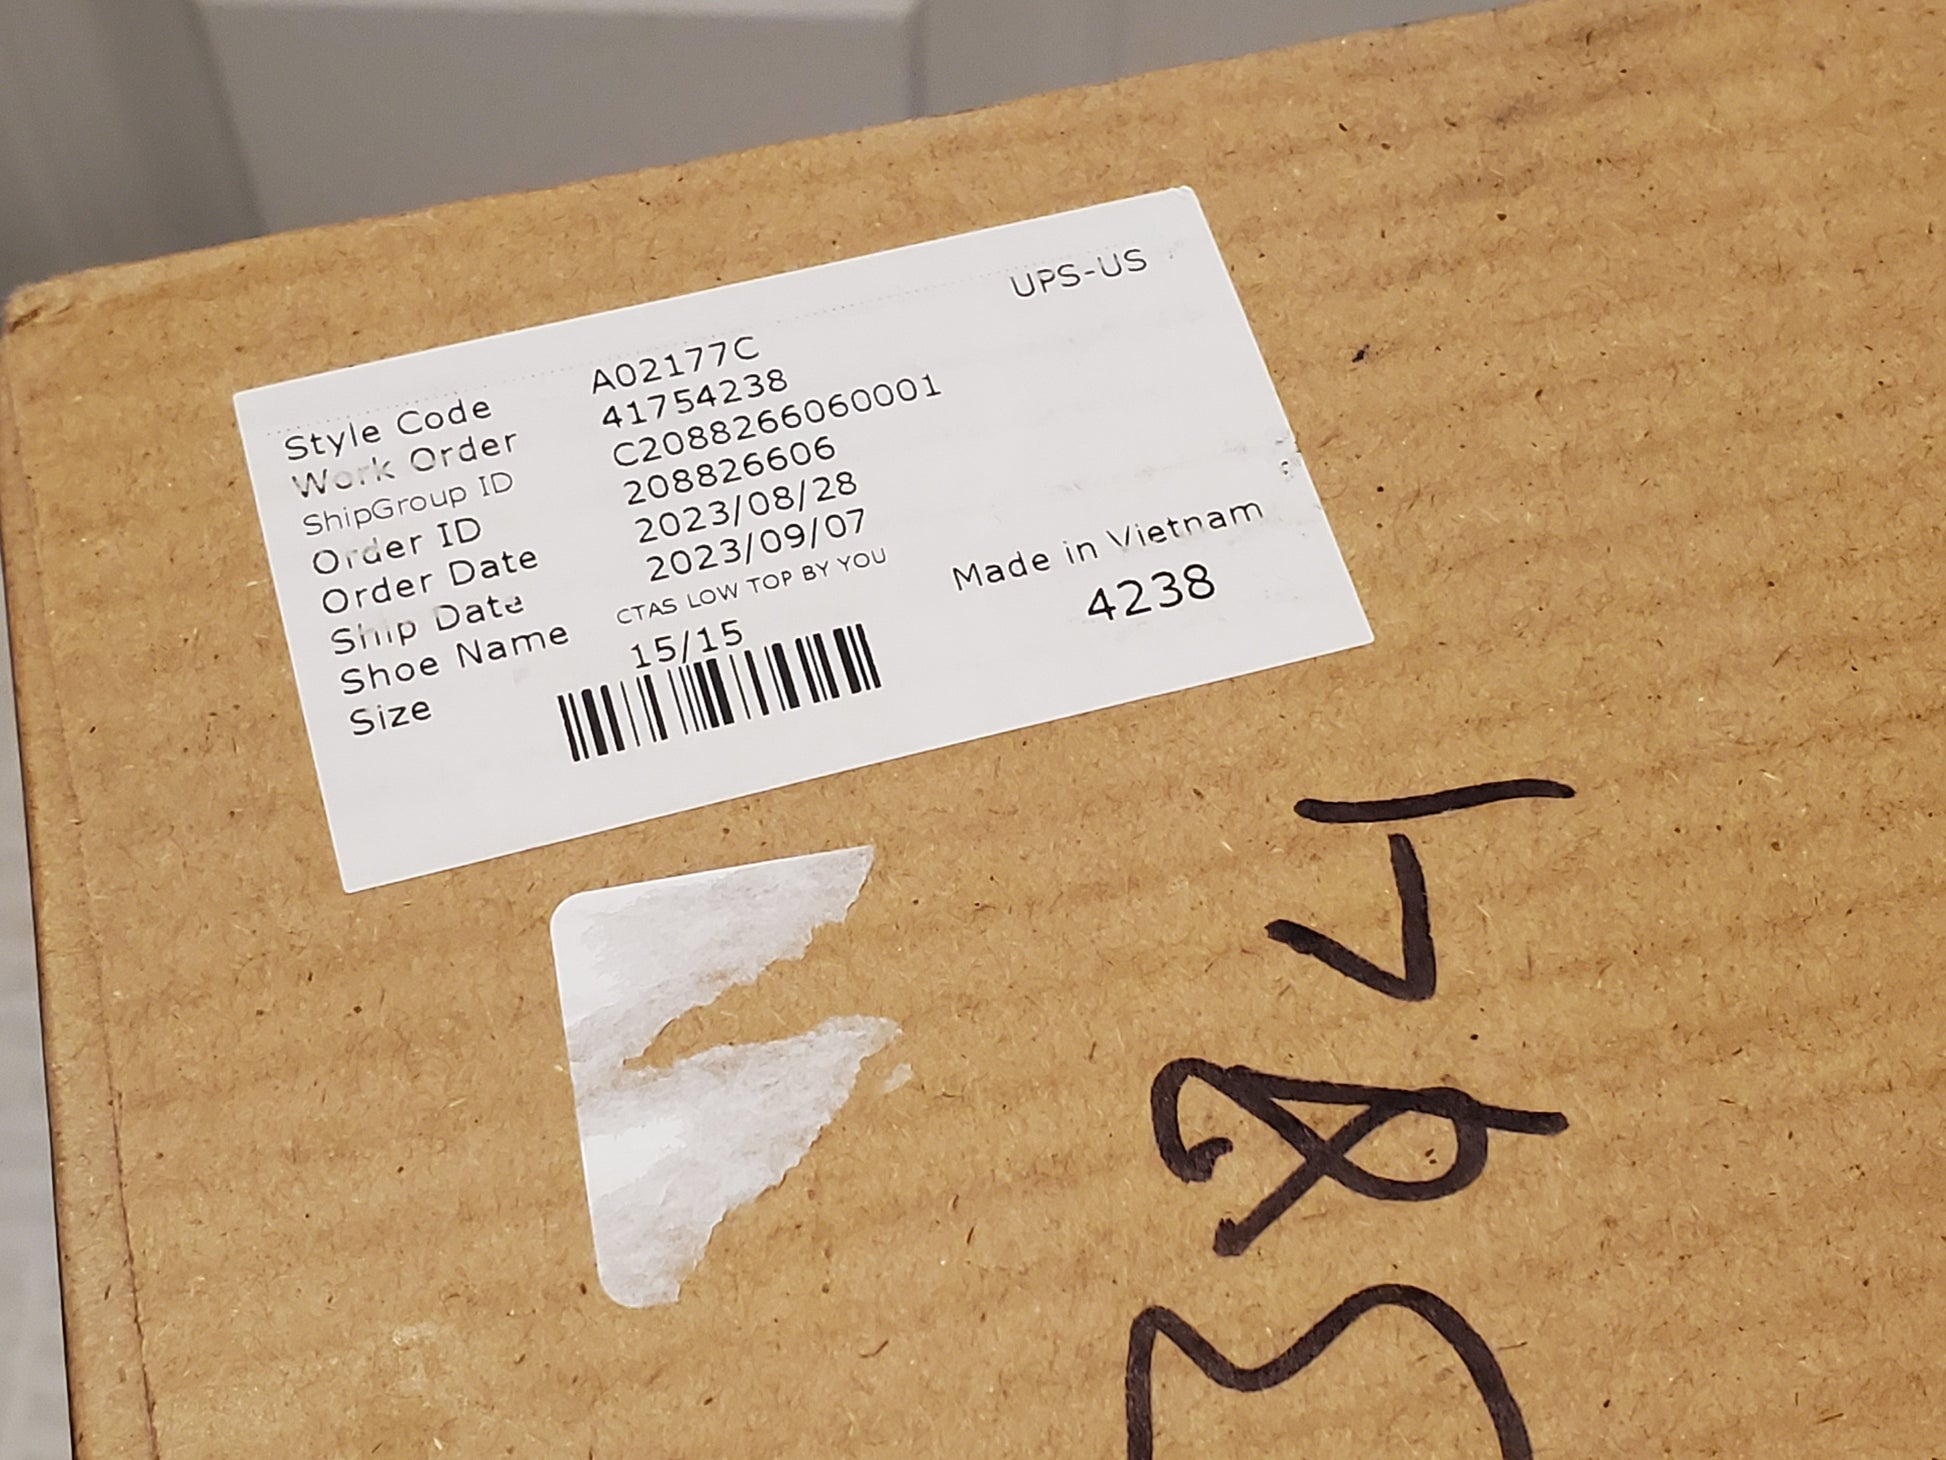 UPS-US
Style Code A02177C
Work Order 41754238
ShipGroup ID C2088266060001
Order ID 208826606
Order Date 2023/08/28
Ship Date 2023/09/07
Shoe Name CTAS LOW TOP BY YOU
Size 15/15
Made in Vietnam
4238